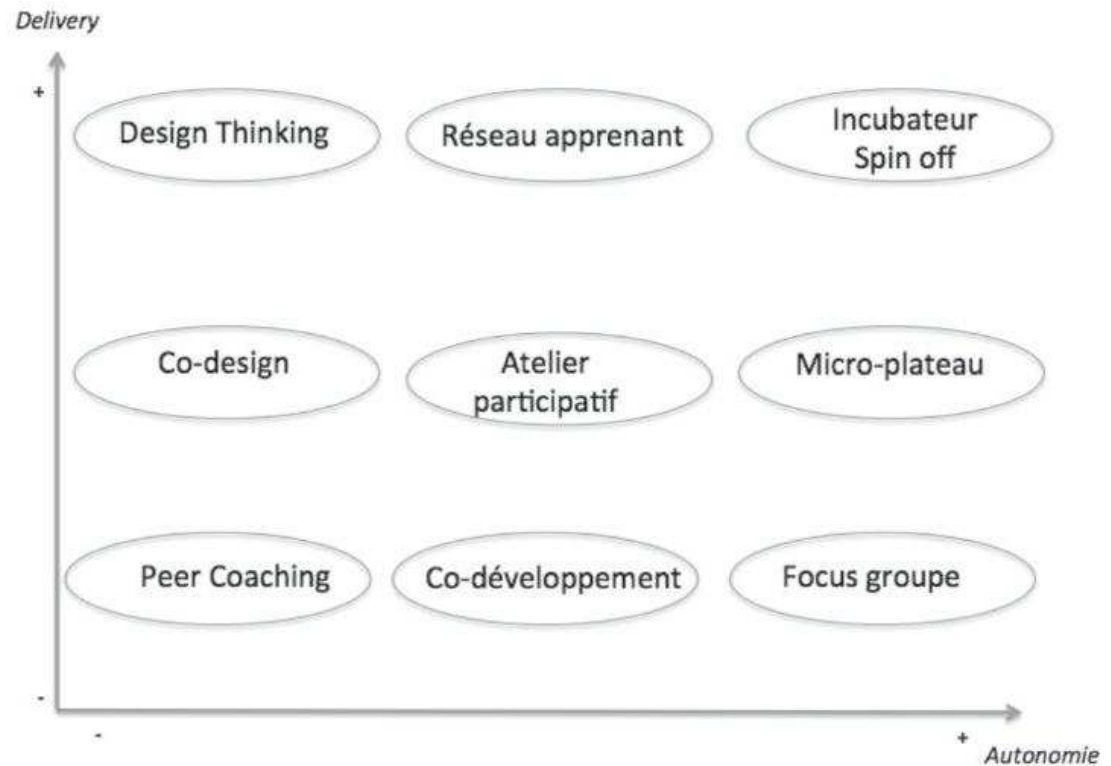 Delivery
+
Design Thinking
Réseau apprenant
Incubateur
Spin off
Co-design
Atelier
participatif
Micro-plateau
Peer Coaching
Co-développement
Focus groupe
-
-
+
Autonomie